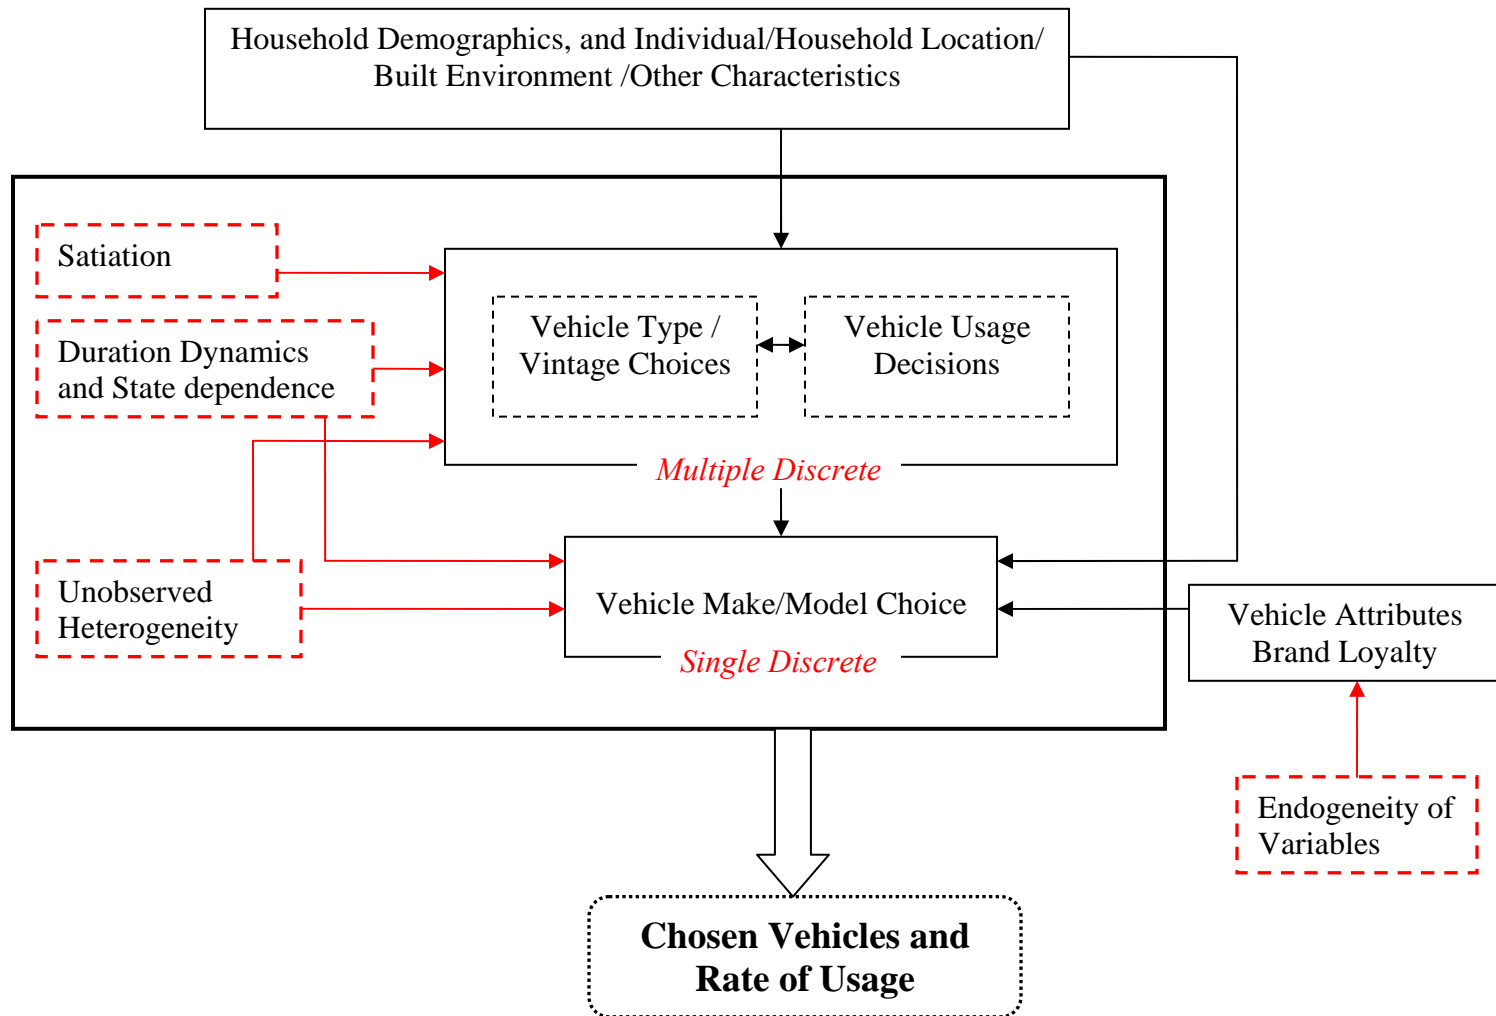 Household Demographics, and Individual/Household Location/
Built Environment /Other Characteristics
Satiation
Duration Dynamics
and State dependence
Vehicle Type /
Vintage Choices
Vehicle Usage
Decisions
Multiple Discrete
Unobserved
Heterogeneity
Vehicle Make/Model Choice
Single Discrete
Vehicle Attributes
Brand Loyalty
Endogeneity of
Variables
Chosen Vehicles and
Rate of Usage